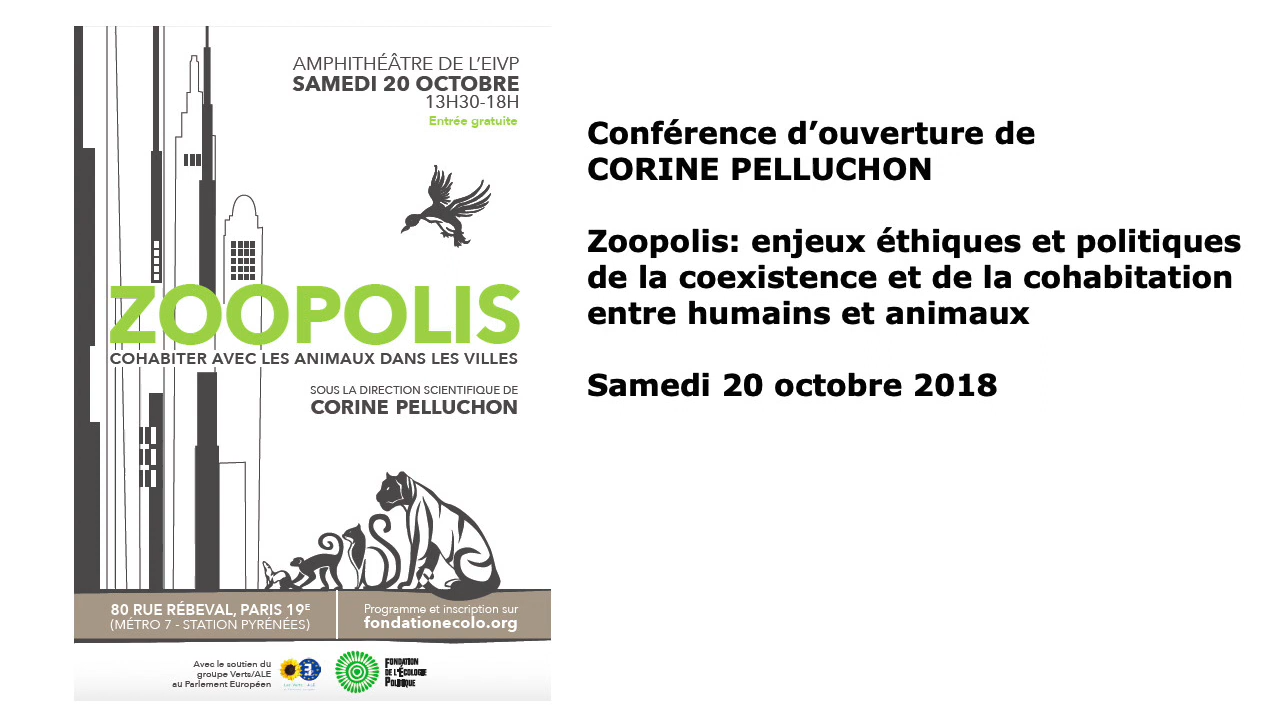 AMPHITHÉÂTRE DE L'EIVP
SAMEDI 20 OCTOBRE
13H30-18H
Entrée gratuite
ZOOPOLIS
COHABITER AVEC LES ANIMAUX DANS LES VILLES
SOUS LA DIRECTION SCIENTIFIQUE DE
CORINE PELLUCHON
80 RUE RÉBEVAL, PARIS 19E
(MÉTRO 7 - STATION PYRÉNÉES)
Programme et inscription sur
fondationecolo.org
Avec le soutien du
groupe Verts/ALE
au Parlement Européen
FONDATION
DE L'ÉCOLOGIE
POLITIQUE
Conférence d’ouverture de
CORINE PELLUCHON
Zoopolis: enjeux éthiques et politiques
de la coexistence et de la cohabitation
entre humains et animaux
Samedi 20 octobre 2018